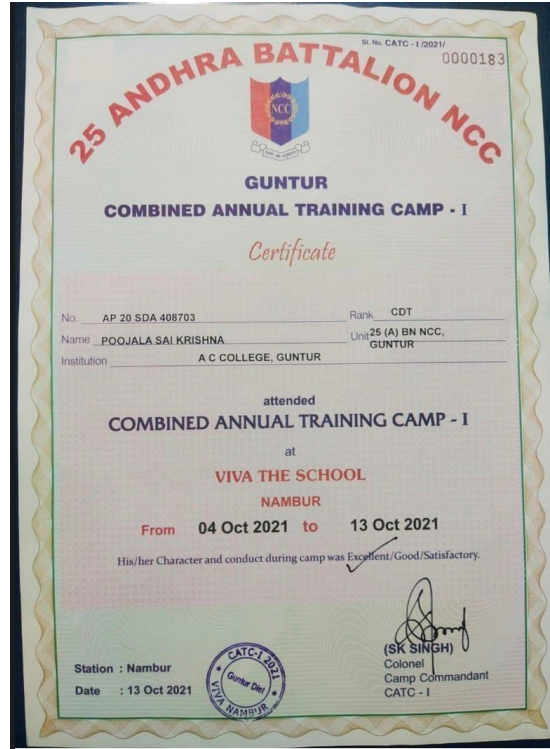 Sl. No. CATC - I /2021/
0000183
25 ANDHRA BATTALION NCC
NCC
GUNTUR
COMBINED ANNUAL TRAINING CAMP - I
Certificate
No. AP 20 SDA 408703 Rank CDT
Name POOJALA SAI KRISHNA Unit 25 (A) BN NCC,
GUNTUR
Institution A C COLLEGE, GUNTUR
attended
COMBINED ANNUAL TRAINING CAMP - I
at
VIVA THE SCHOOL
NAMBUR
From 04 Oct 2021 to 13 Oct 2021
His/her Character and conduct during camp was Excellent/Good/Satisfactory.
(SK SINGH)
Colonel
Camp Commandant
CATC - I
Station : Nambur
Date : 13 Oct 2021
CATC-I 2021
Guntur Dist
VIVA NAMBUR